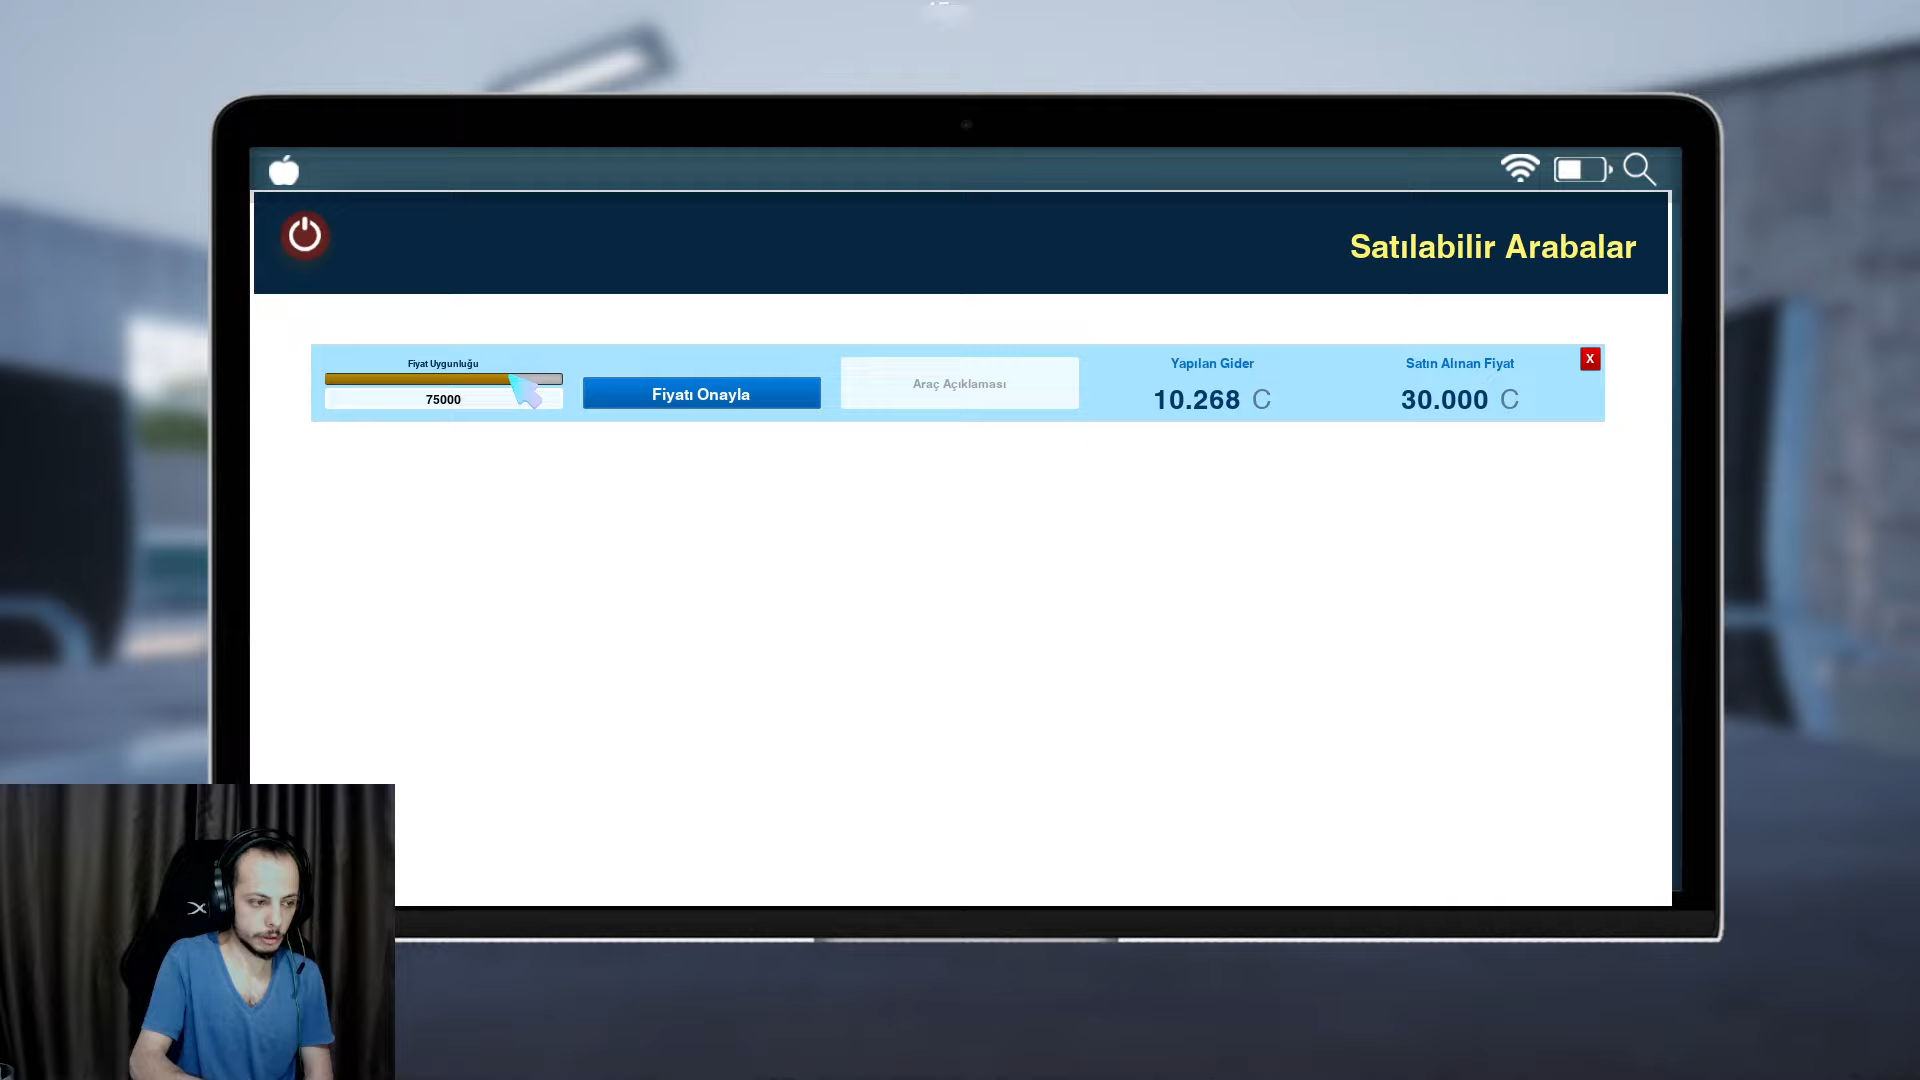 Satılabilir Arabalar
Fiyat Uygunluğu
75000
Fiyatı Onayla
Araç Açıklaması
Yapılan Gider
10.268 C
Satın Alınan Fiyat
30.000 C
X